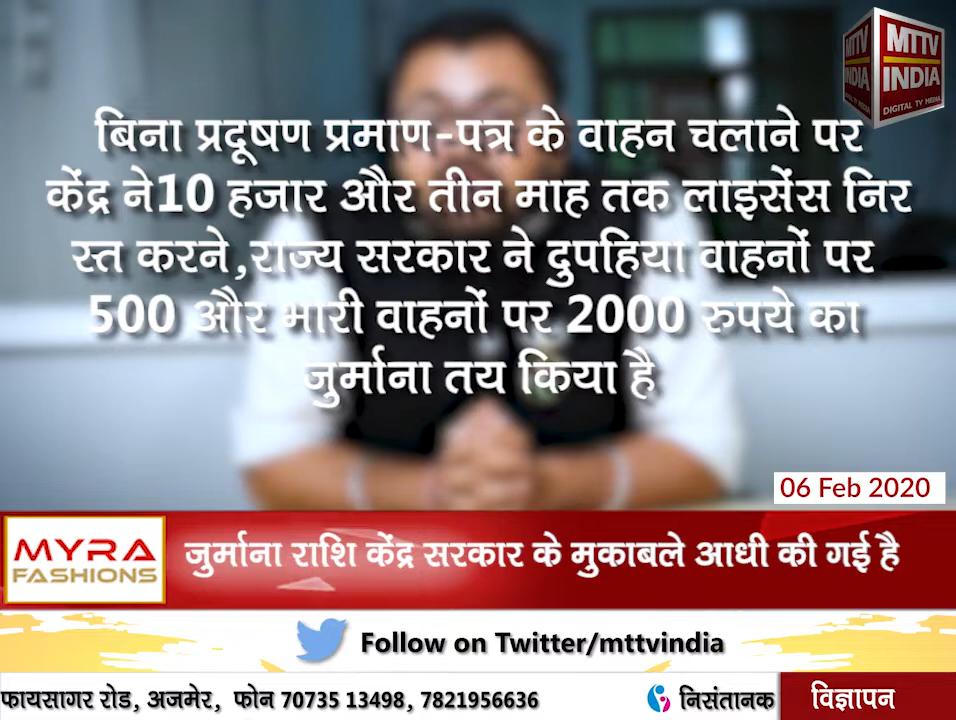 MTTV
INDIA
MTTV
INDIA
DIGITAL TV MEDIA
बिना प्रदूषण प्रमाण-पत्र के वाहन चलाने पर
केंद्र ने10 हजार और तीन माह तक लाइसेंस निर
स्त करने,राज्य सरकार ने दुपहिया वाहनों पर
500 और भारी वाहनों पर 2000 रुपये का
जुर्माना तय किया है
06 Feb 2020
MYRA
FASHIONS
जुर्माना राशि केंद्र सरकार के मुकाबले आधी की गई है
Follow on Twitter/mttvindia
फायसागर रोड, अजमेर, फोन 70735 13498, 7821956636
निसंतानक
विज्ञापन